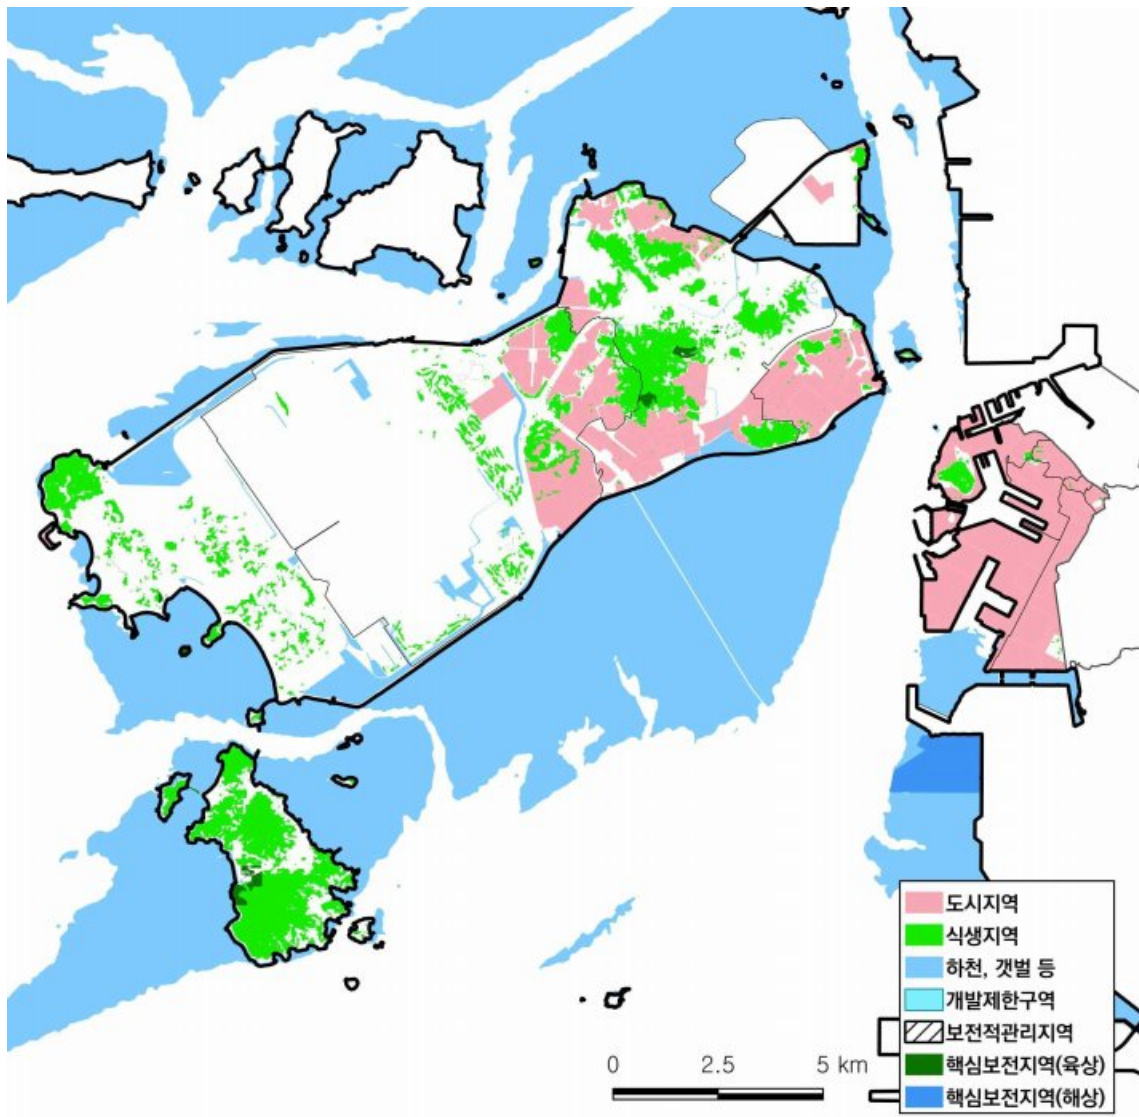 도시지역
식생지역
하천, 갯벌 등
개발제한구역
보전적관리지역
핵심보전지역(육상)
핵심보전지역(해상)
0 2.5 5 km